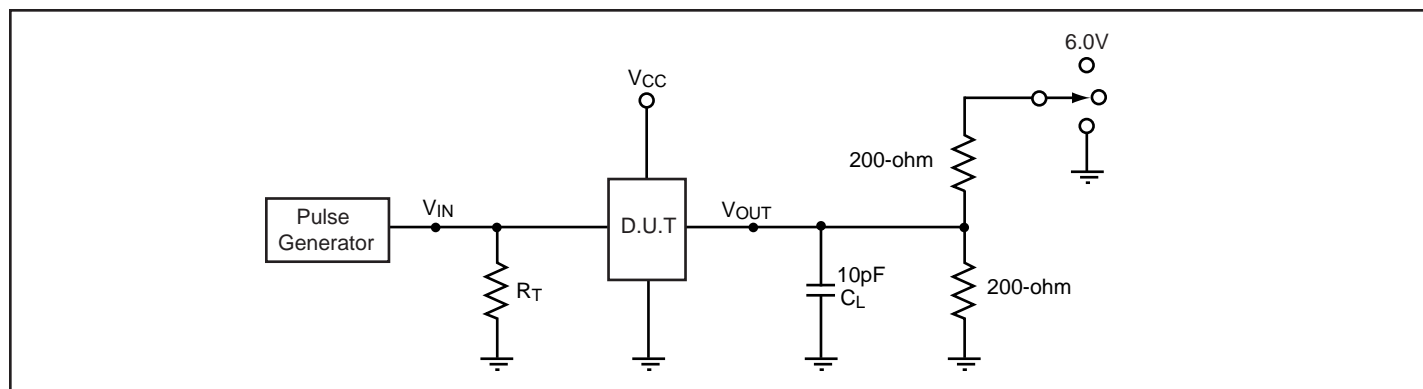 6.0V
VCC
200-ohm
Pulse
Generator
VIN
D.U.T
VOUT
RT
10pF
CL
200-ohm